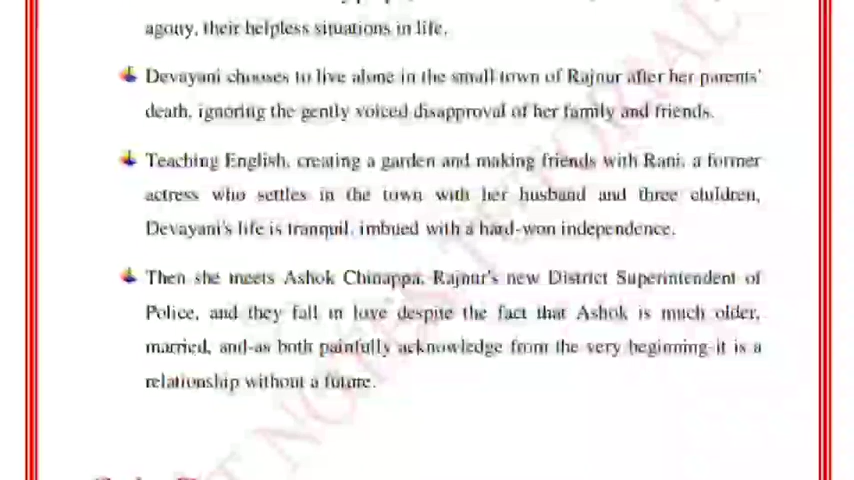 agony, their helpless situations in life.
Devayani chooses to live alone in the small town of Rajnur after her parents'
death, ignoring the gently voiced disapproval of her family and friends.
Teaching English, creating a garden and making friends with Rani, a former
actress who settles in the town with her husband and three children,
Devayani's life is tranquil, imbued with a hard-won independence.
Then she meets Ashok Chinappa, Rajnur's new District Superintendent of
Police, and they fall in love despite the fact that Ashok is much older,
married, and-as both painfully acknowledge from the very beginning-it is a
relationship without a future.